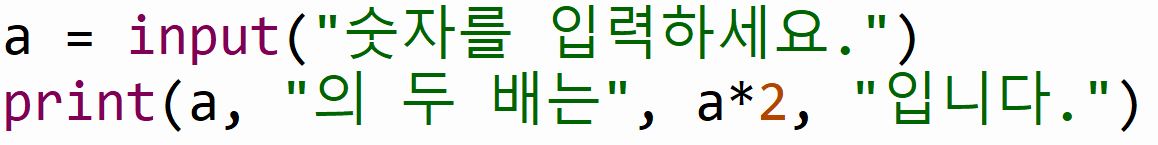 a = input("숫자를 입력하세요.")
print(a, "의 두 배는", a*2, "입니다.")